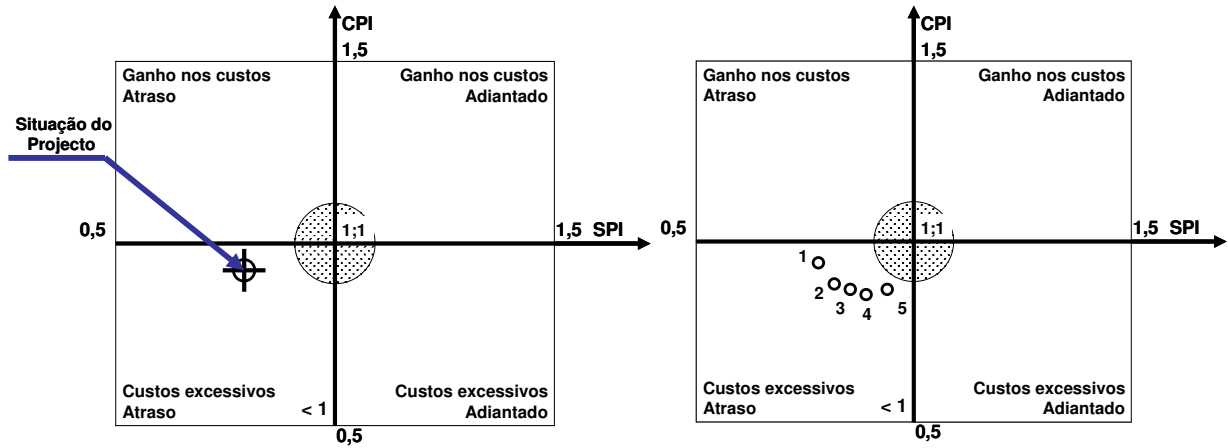 CPI
1,5
Ganho nos custos
Atraso
Ganho nos custos
Adiantado
Situação do
Projecto
0,5
1;1
1,5 SPI
Custos excessivos
Atraso
< 1
Custos excessivos
Adiantado
0,5
CPI
1,5
Ganho nos custos
Atraso
Ganho nos custos
Adiantado
0,5
1;1
1,5 SPI
1
2
3
4
5
Custos excessivos
Atraso
< 1
Custos excessivos
Adiantado
0,5